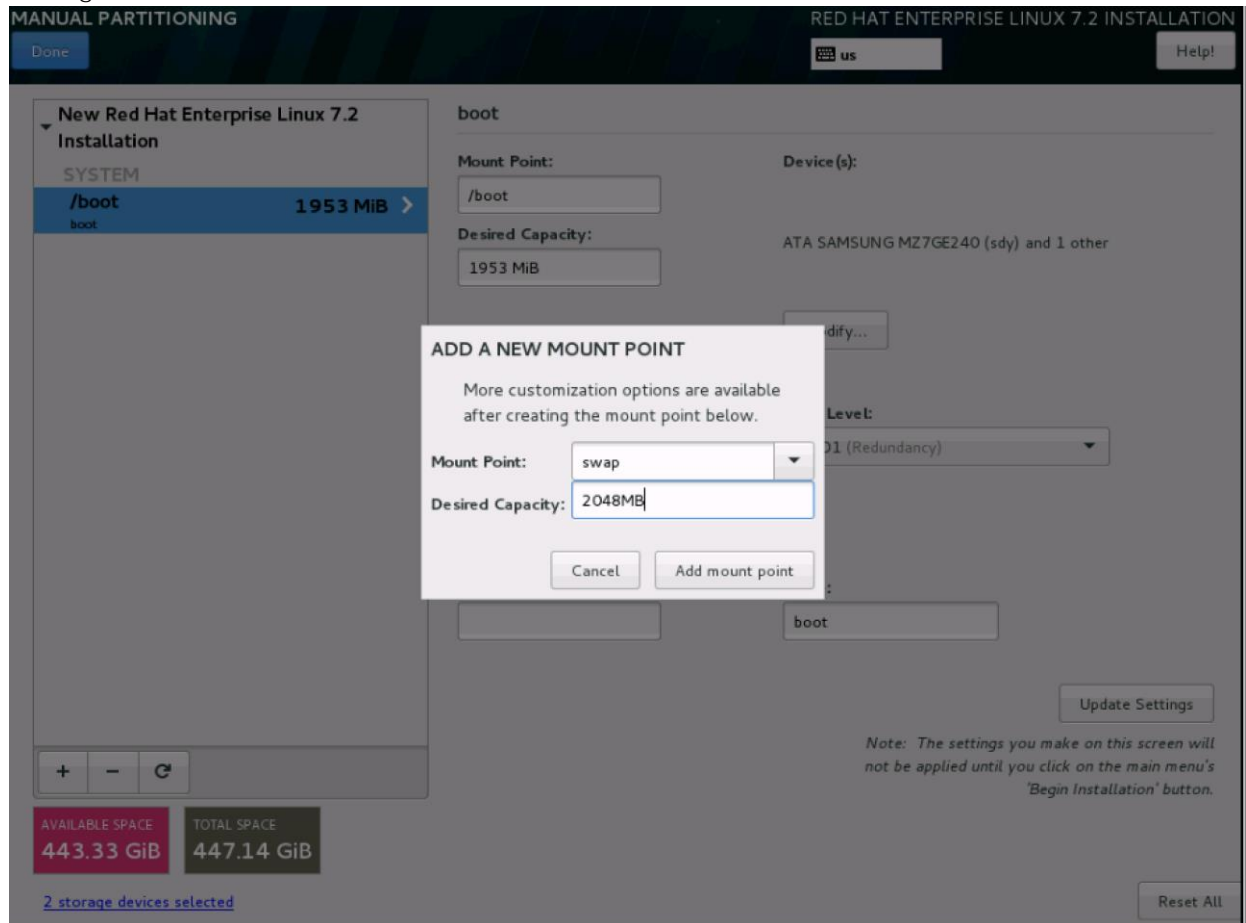 MANUAL PARTITIONING
RED HAT ENTERPRISE LINUX 7.2 INSTALLATION
Done
us
Help!
New Red Hat Enterprise Linux 7.2
Installation
SYSTEM
/boot
1953 MiB
boot
boot
Mount Point:
/boot
Desired Capacity:
1953 MiB
Device(s):
ATA SAMSUNG MZ7GE240 (sdy) and 1 other
dify...
Level:
(Redundancy)
ADD A NEW MOUNT POINT
More customization options are available
after creating the mount point below.
Mount Point:
swap
Desired Capacity:
2048MB
Cancel
Add mount point
:
boot
Update Settings
Note: The settings you make on this screen will
not be applied until you click on the main menu's
'Begin Installation' button.
+ -
AVAILABLE SPACE
443.33 GiB
TOTAL SPACE
447.14 GiB
2 storage devices selected
Reset All